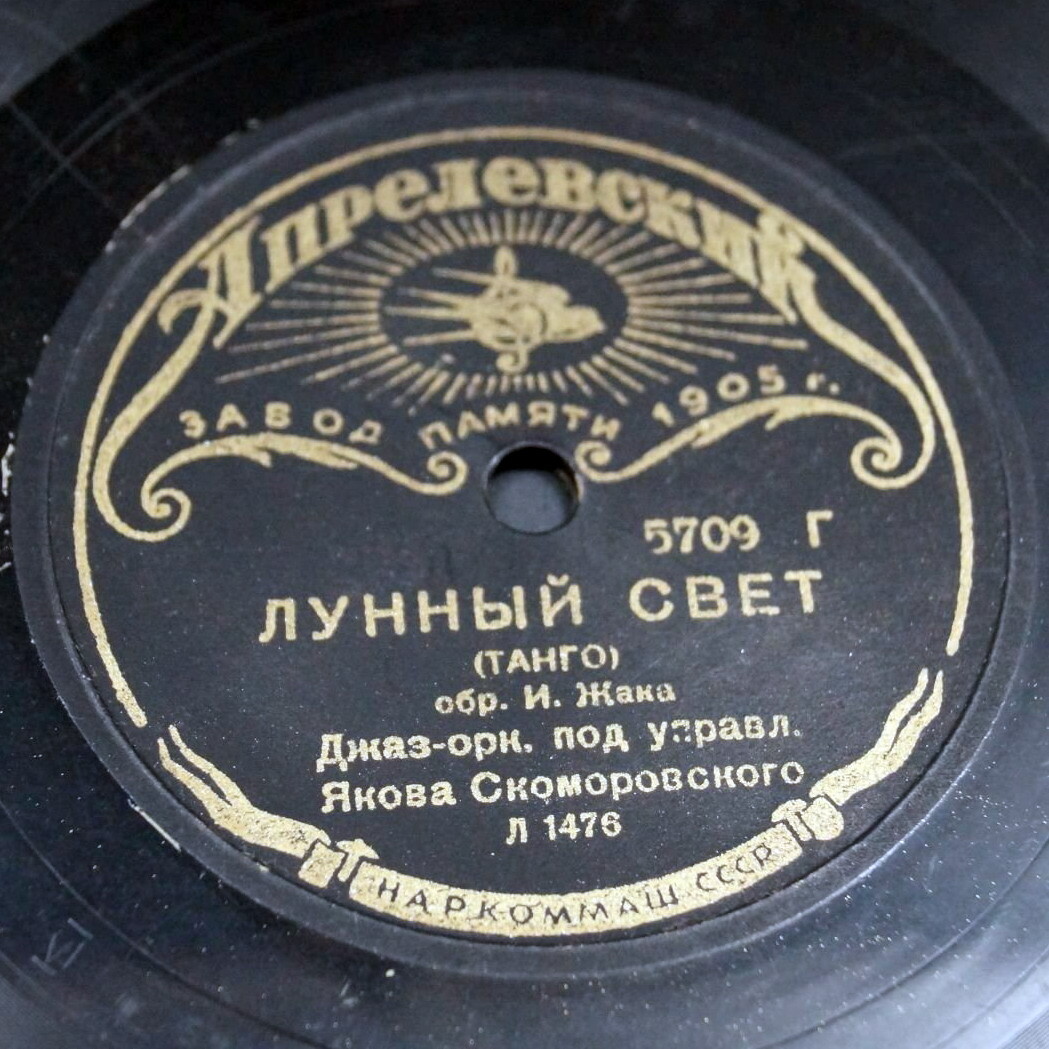 Апрелевский
ЗАВОД ПАМЯТИ 1905 г.
5709 Г
ЛУННЫЙ СВЕТ
(ТАНГО)
обр. И. Жака
Джаз-орк. под управл.
Якова Скоморовского
Л 1476
НАРКОММАШ СССР